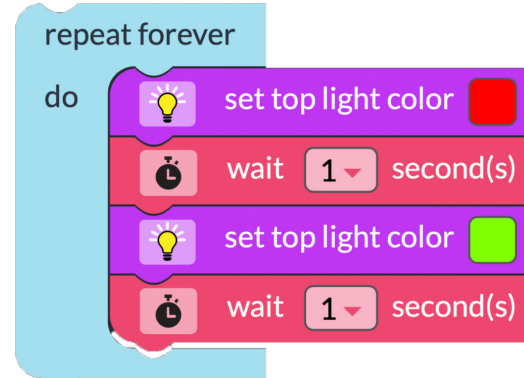 repeat forever
do
set top light color
wait 1 second(s)
set top light color
wait 1 second(s)